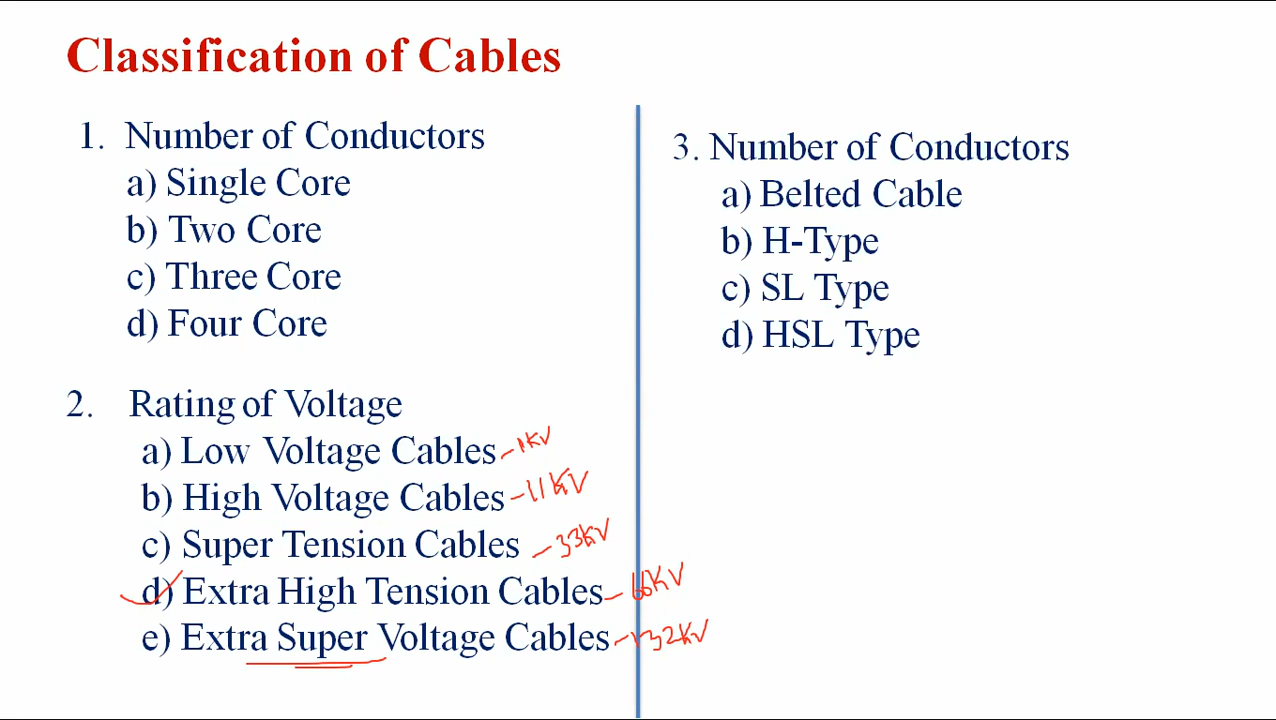 Classification of Cables
1. Number of Conductors
a) Single Core
b) Two Core
c) Three Core
d) Four Core
2. Rating of Voltage
a) Low Voltage Cables -1KV
b) High Voltage Cables -11KV
c) Super Tension Cables -33KV
d) Extra High Tension Cables -66KV
e) Extra Super Voltage Cables -132KV
3. Number of Conductors
a) Belted Cable
b) H-Type
c) SL Type
d) HSL Type